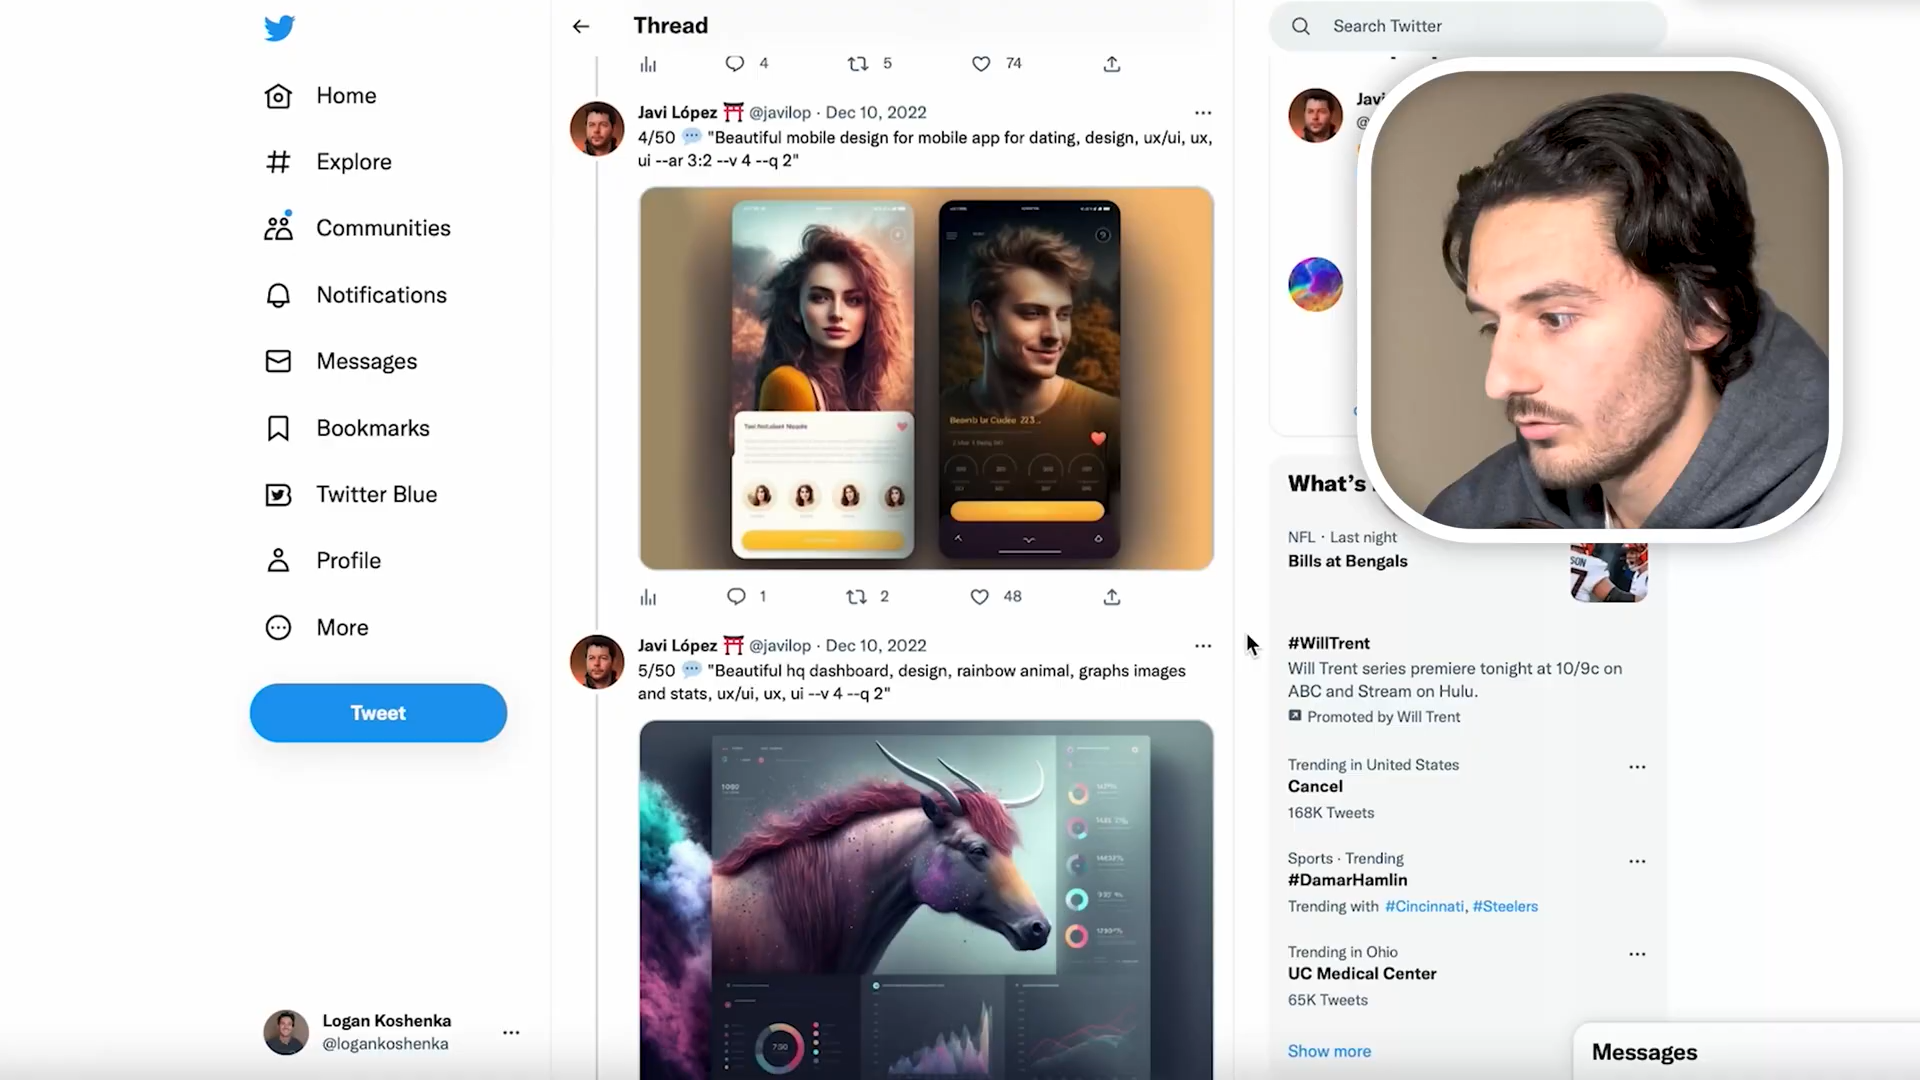 Home
Explore
Communities
Notifications
Messages
Bookmarks
Twitter Blue
Profile
More
Tweet
Logan Koshenka
@logankoshenka
Thread
4
5
74
Javi López ⛩️ @javilop · Dec 10, 2022
4/50 💬 "Beautiful mobile design for mobile app for dating, design, ux/ui, ux,
ui --ar 3:2 --v 4 --q 2"
1
2
48
Javi López ⛩️ @javilop · Dec 10, 2022
5/50 💬 "Beautiful hq dashboard, design, rainbow animal, graphs images
and stats, ux/ui, ux, ui --v 4 --q 2"
Search Twitter
What's
NFL · Last night
Bills at Bengals
#WillTrent
Will Trent series premiere tonight at 10/9c on
ABC and Stream on Hulu.
Promoted by Will Trent
Trending in United States
Cancel
168K Tweets
Sports · Trending
#DamarHamlin
Trending with #Cincinnati, #Steelers
Trending in Ohio
UC Medical Center
65K Tweets
Show more
Messages